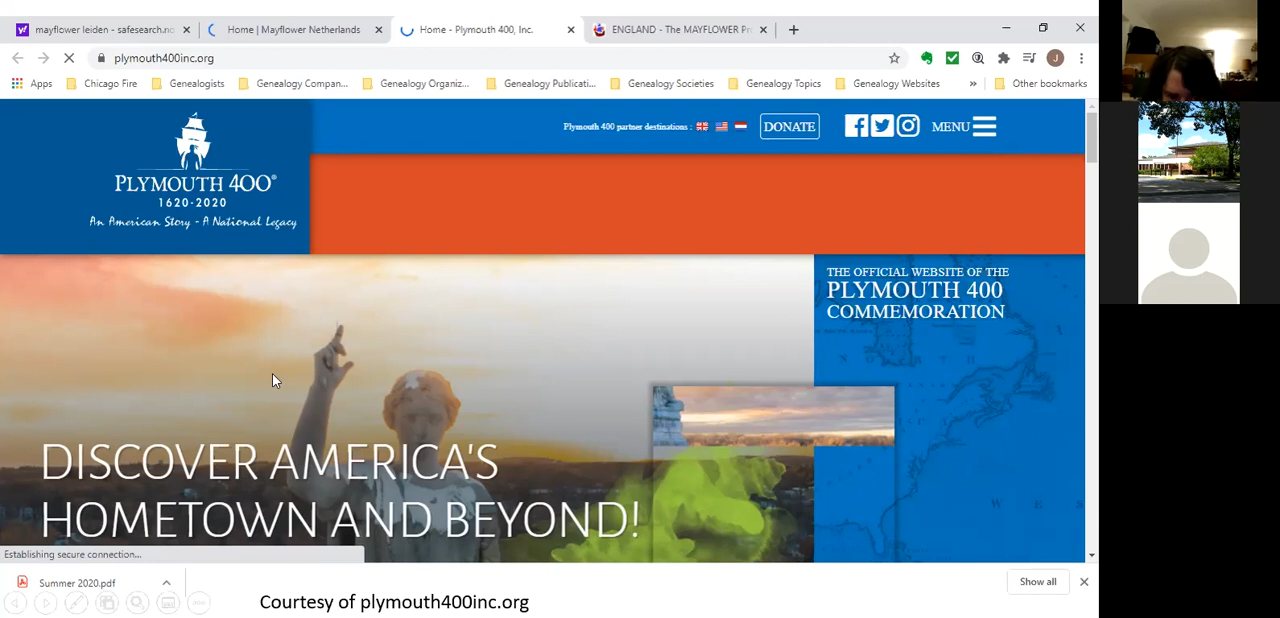 mayflower leiden - safesearch.no
Home | Mayflower Netherlands
Home - Plymouth 400, Inc.
ENGLAND - The MAYFLOWER Pr
plymouth400inc.org
J
Apps
Chicago Fire
Genealogists
Genealogy Compan...
Genealogy Organiz...
Genealogy Publicati...
Genealogy Societies
Genealogy Topics
Genealogy Websites
»
Other bookmarks
Plymouth 400 partner destinations :
DONATE
MENU
PLYMOUTH 400®
1620-2020
An American Story - A National Legacy
THE OFFICIAL WEBSITE OF THE
PLYMOUTH 400
COMMEMORATION
N O R T H
W E S
DISCOVER AMERICA'S
HOMETOWN AND BEYOND!
Establishing secure connection...
Summer 2020.pdf
Show all
Courtesy of plymouth400inc.org